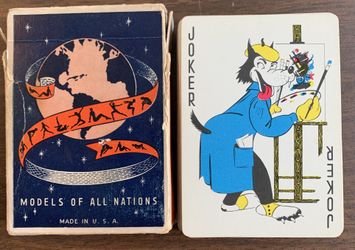 MODELS OF ALL NATIONS
MADE IN U.S.A.
JOKER
JOKER